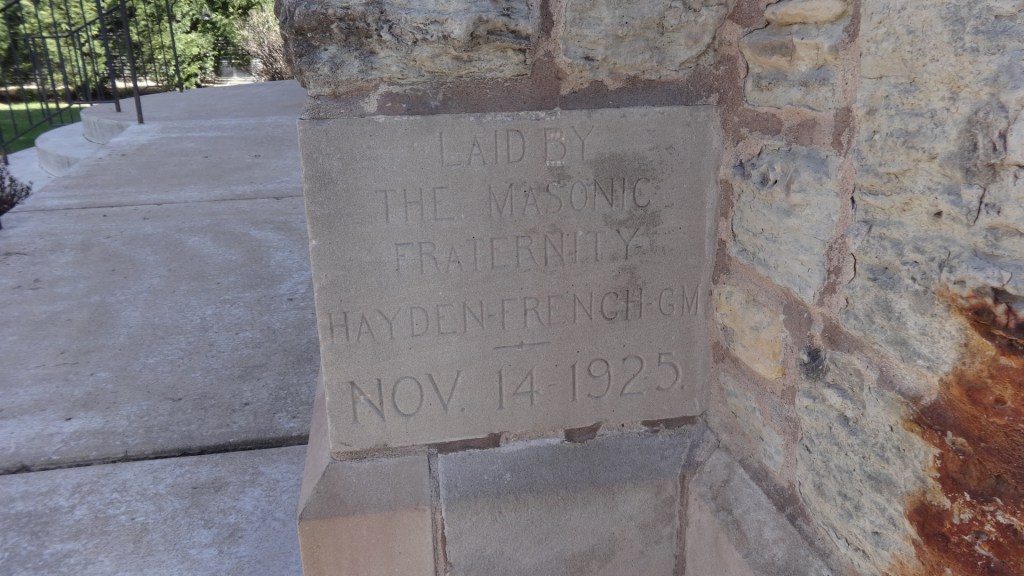 LAID BY
THE MASONIC
FRATERNITY
HAYDEN-FRENCH-GM
NOV. 14-1925.